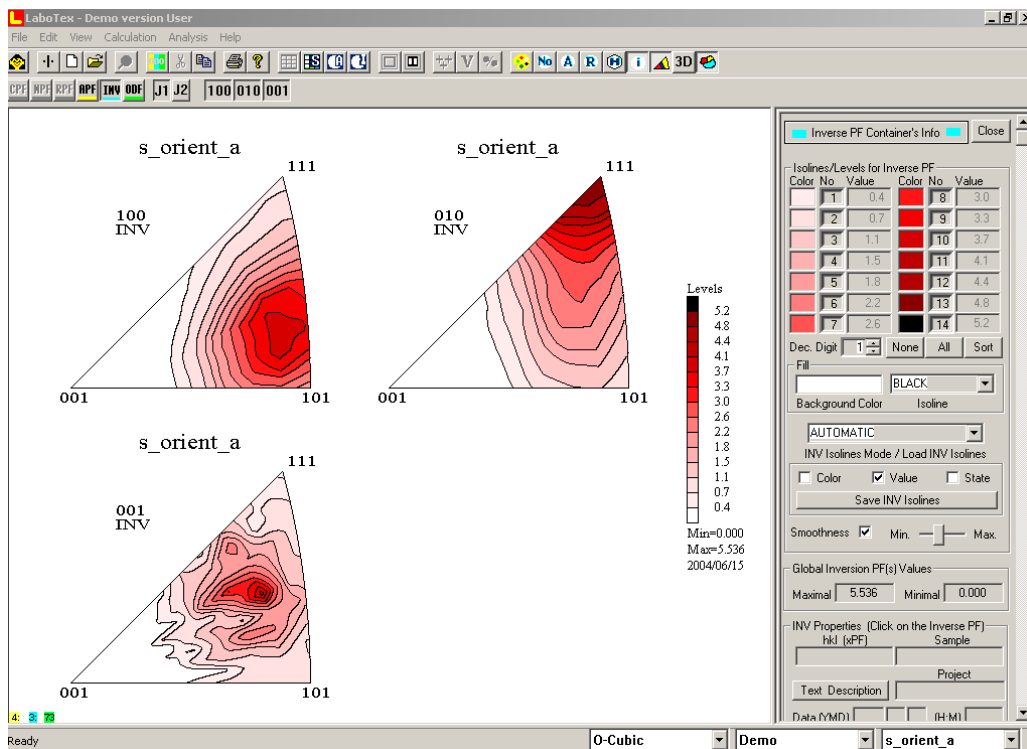 LaboTex - Demo version User
File Edit View Calculation Analysis Help
No A R i 3D
CPF NPF RPF APF INV ODF J1 J2 100 010 001
s_orient_a
111
100
INV
001
101
s_orient_a
111
010
INV
001
101
s_orient_a
111
001
INV
001
101
Levels
5.2
4.8
4.4
4.1
3.7
3.3
3.0
2.6
2.2
1.8
1.5
1.1
0.7
0.4
Min=0.000
Max=5.536
2004/06/15
Inverse PF Container's Info Close
Isolines/Levels for Inverse PF
Color No Value Color No Value
1 0.4 8 3.0
2 0.7 9 3.3
3 1.1 10 3.7
4 1.5 11 4.1
5 1.8 12 4.4
6 2.2 13 4.8
7 2.6 14 5.2
Dec. Digit 1 None All Sort
Fill
BLACK
Background Color Isoline
AUTOMATIC
INV Isolines Mode / Load INV Isolines
Color Value State
Save INV Isolines
Smoothness Min. Max.
Global Inversion PF(s) Values
Maximal 5.536 Minimal 0.000
INV Properties (Click on the Inverse PF)
hkl (xPF) Sample
Project
Text Description
Data (YMD) (H:M)
4: 3: 73
Ready O-Cubic Demo s_orient_a